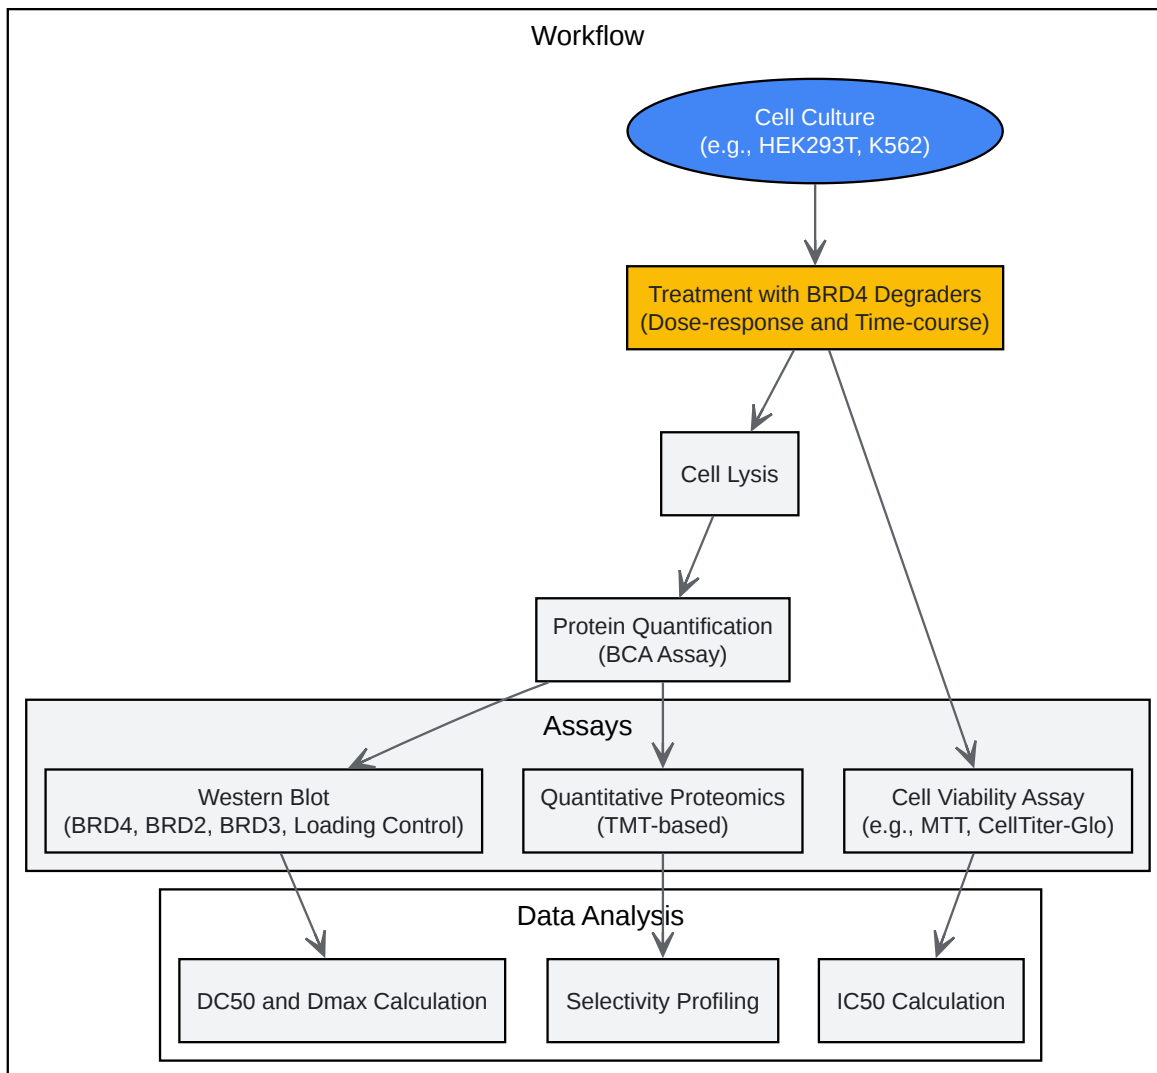 Workflow
Cell Culture
(e.g., HEK293T, K562)
Treatment with BRD4 Degraders
(Dose-response and Time-course)
Cell Lysis
Protein Quantification
(BCA Assay)
Assays
Western Blot
(BRD4, BRD2, BRD3, Loading Control)
Quantitative Proteomics
(TMT-based)
Cell Viability Assay
(e.g., MTT, CellTiter-Glo)
Data Analysis
DC50 and Dmax Calculation
Selectivity Profiling
IC50 Calculation